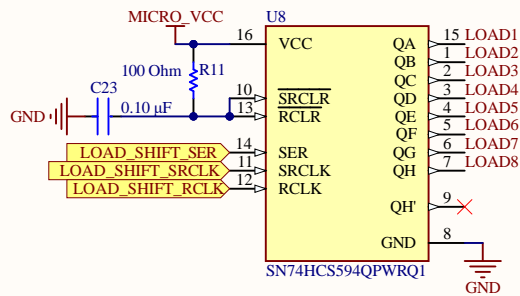 MICRO_VCC
U8
16 VCC QA 15 LOAD1
QB 1 LOAD2
100 Ohm R11 QC 2 LOAD3
C23 10 SRCLR QD 3 LOAD4
GND 0.10 µF 13 RCLR QE 4 LOAD5
QF 5 LOAD6
LOAD_SHIFT_SER 14 SER QG 6 LOAD7
LOAD_SHIFT_SRCLK 11 SRCLK QH 7 LOAD8
LOAD_SHIFT_RCLK 12 RCLK
QH' 9
GND 8
SN74HCS594QPWRQ1
GND